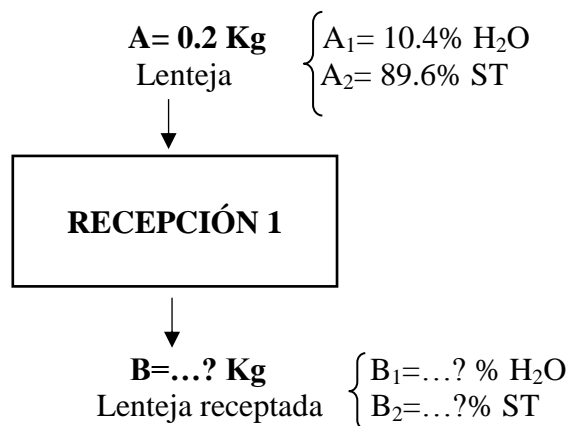 A= 0.2 Kg
Lenteja
A₁= 10.4% H₂O
A₂= 89.6% ST
RECEPCIÓN 1
B=…? Kg
Lenteja receptada
B₁=…? % H₂O
B₂=…?% ST